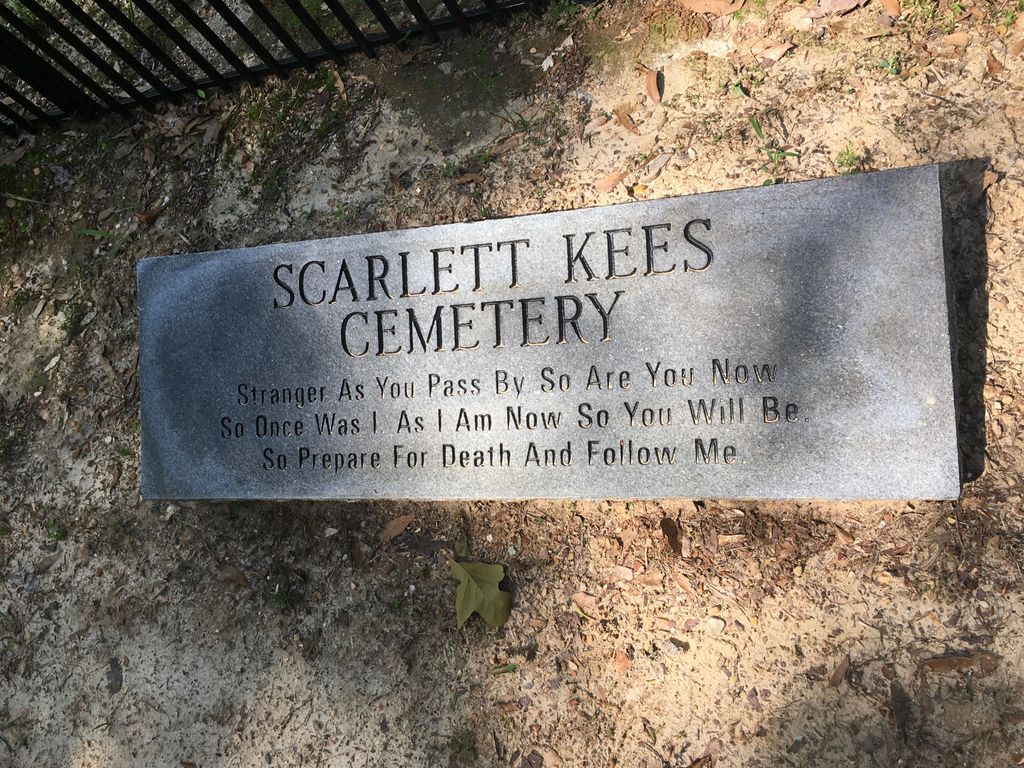 SCARLETT KEES
CEMETERY
Stranger As You Pass By So Are You Now
So Once Was I. As I Am Now So You Will Be.
So Prepare For Death And Follow Me.